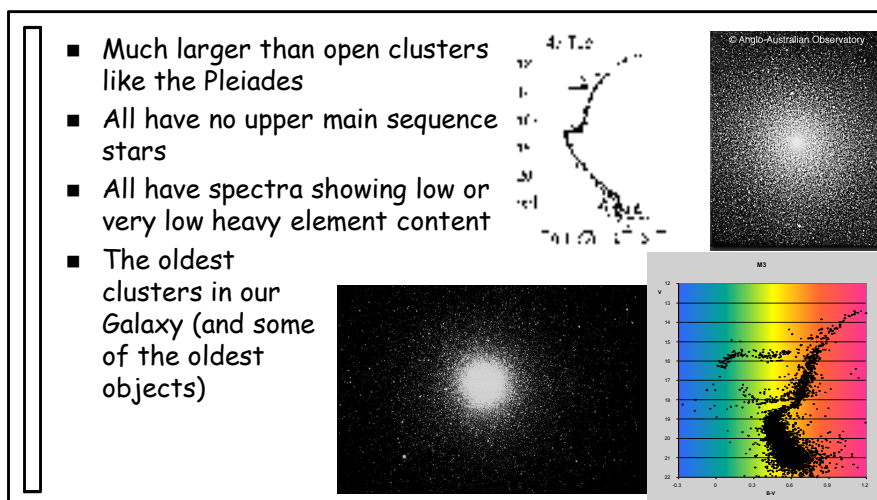 ■ Much larger than open clusters
like the Pleiades
■ All have no upper main sequence
stars
■ All have spectra showing low or
very low heavy element content
■ The oldest
clusters in our
Galaxy (and some
of the oldest
objects)
© Anglo-Australian Observatory
M3
V
12
13
14
15
16
17
18
19
20
21
22
-0.3 0 0.3 0.6 0.9 1.2
B-V